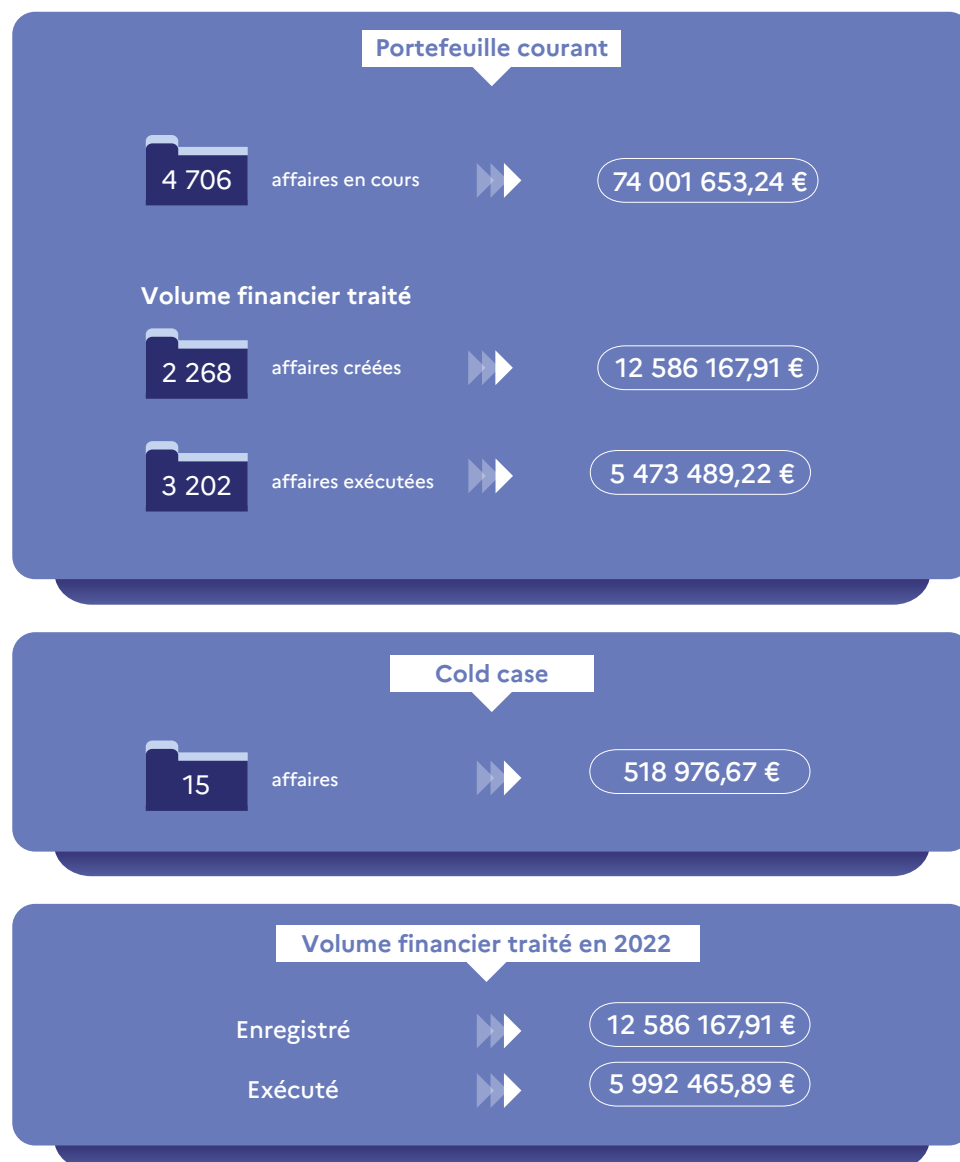 Portefeuille courant
4 706 affaires en cours 74 001 653,24 €
Volume financier traité
2 268 affaires créées 12 586 167,91 €
3 202 affaires exécutées 5 473 489,22 €
Cold case
15 affaires 518 976,67 €
Volume financier traité en 2022
Enregistré 12 586 167,91 €
Exécuté 5 992 465,89 €